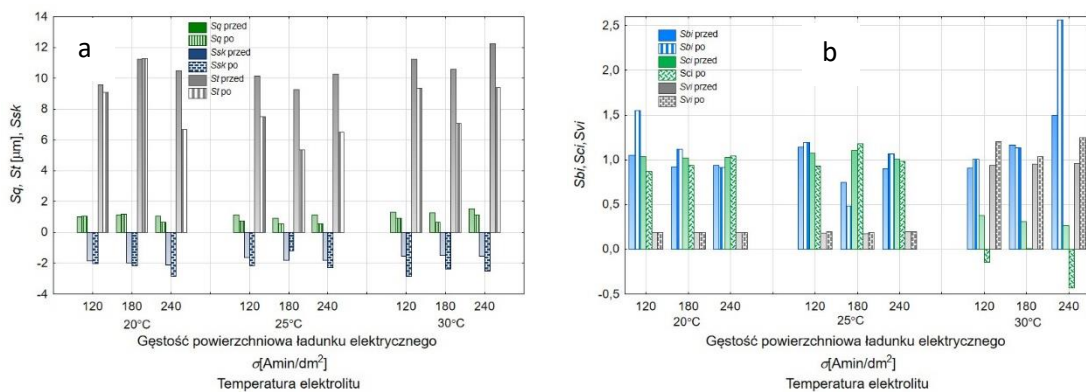 a
Sq przed
Sq po
Ssk przed
Ssk po
St przed
St po
Sq, St [μm], Ssk
14
12
10
8
6
4
2
0
-2
-4
120 180 240 120 180 240 120 180 240
20°C 25°C 30°C
Gęstość powierzchniowa ładunku elektrycznego
σ[Amin/dm²]
Temperatura elektrolitu
b
Sbi przed
Sbi po
Sci przed
Sci po
Svi przed
Svi po
Sbi, Sci, Svi
2,5
2,0
1,5
1,0
0,5
0,0
-0,5
120 180 240 120 180 240 120 180 240
20°C 25°C 30°C
Gęstość powierzchniowa ładunku elektrycznego
σ[Amin/dm²]
Temperatura elektrolitu